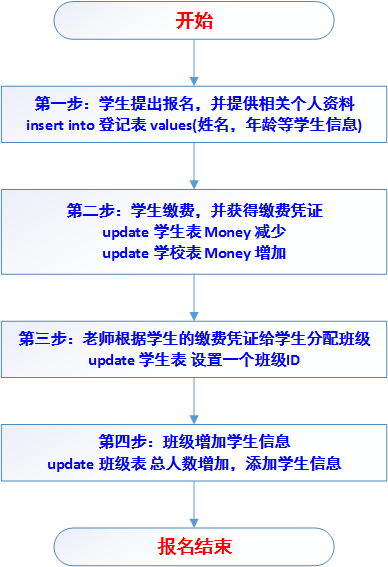 开始
第一步：学生提出报名，并提供相关个人资料
insert into 登记表 values(姓名，年龄等学生信息)
第二步：学生缴费，并获得缴费凭证
update 学生表 Money 减少
update 学校表 Money 增加
第三步：老师根据学生的缴费凭证给学生分配班级
update 学生表 设置一个班级ID
第四步：班级增加学生信息
update 班级表 总人数增加，添加学生信息
报名结束